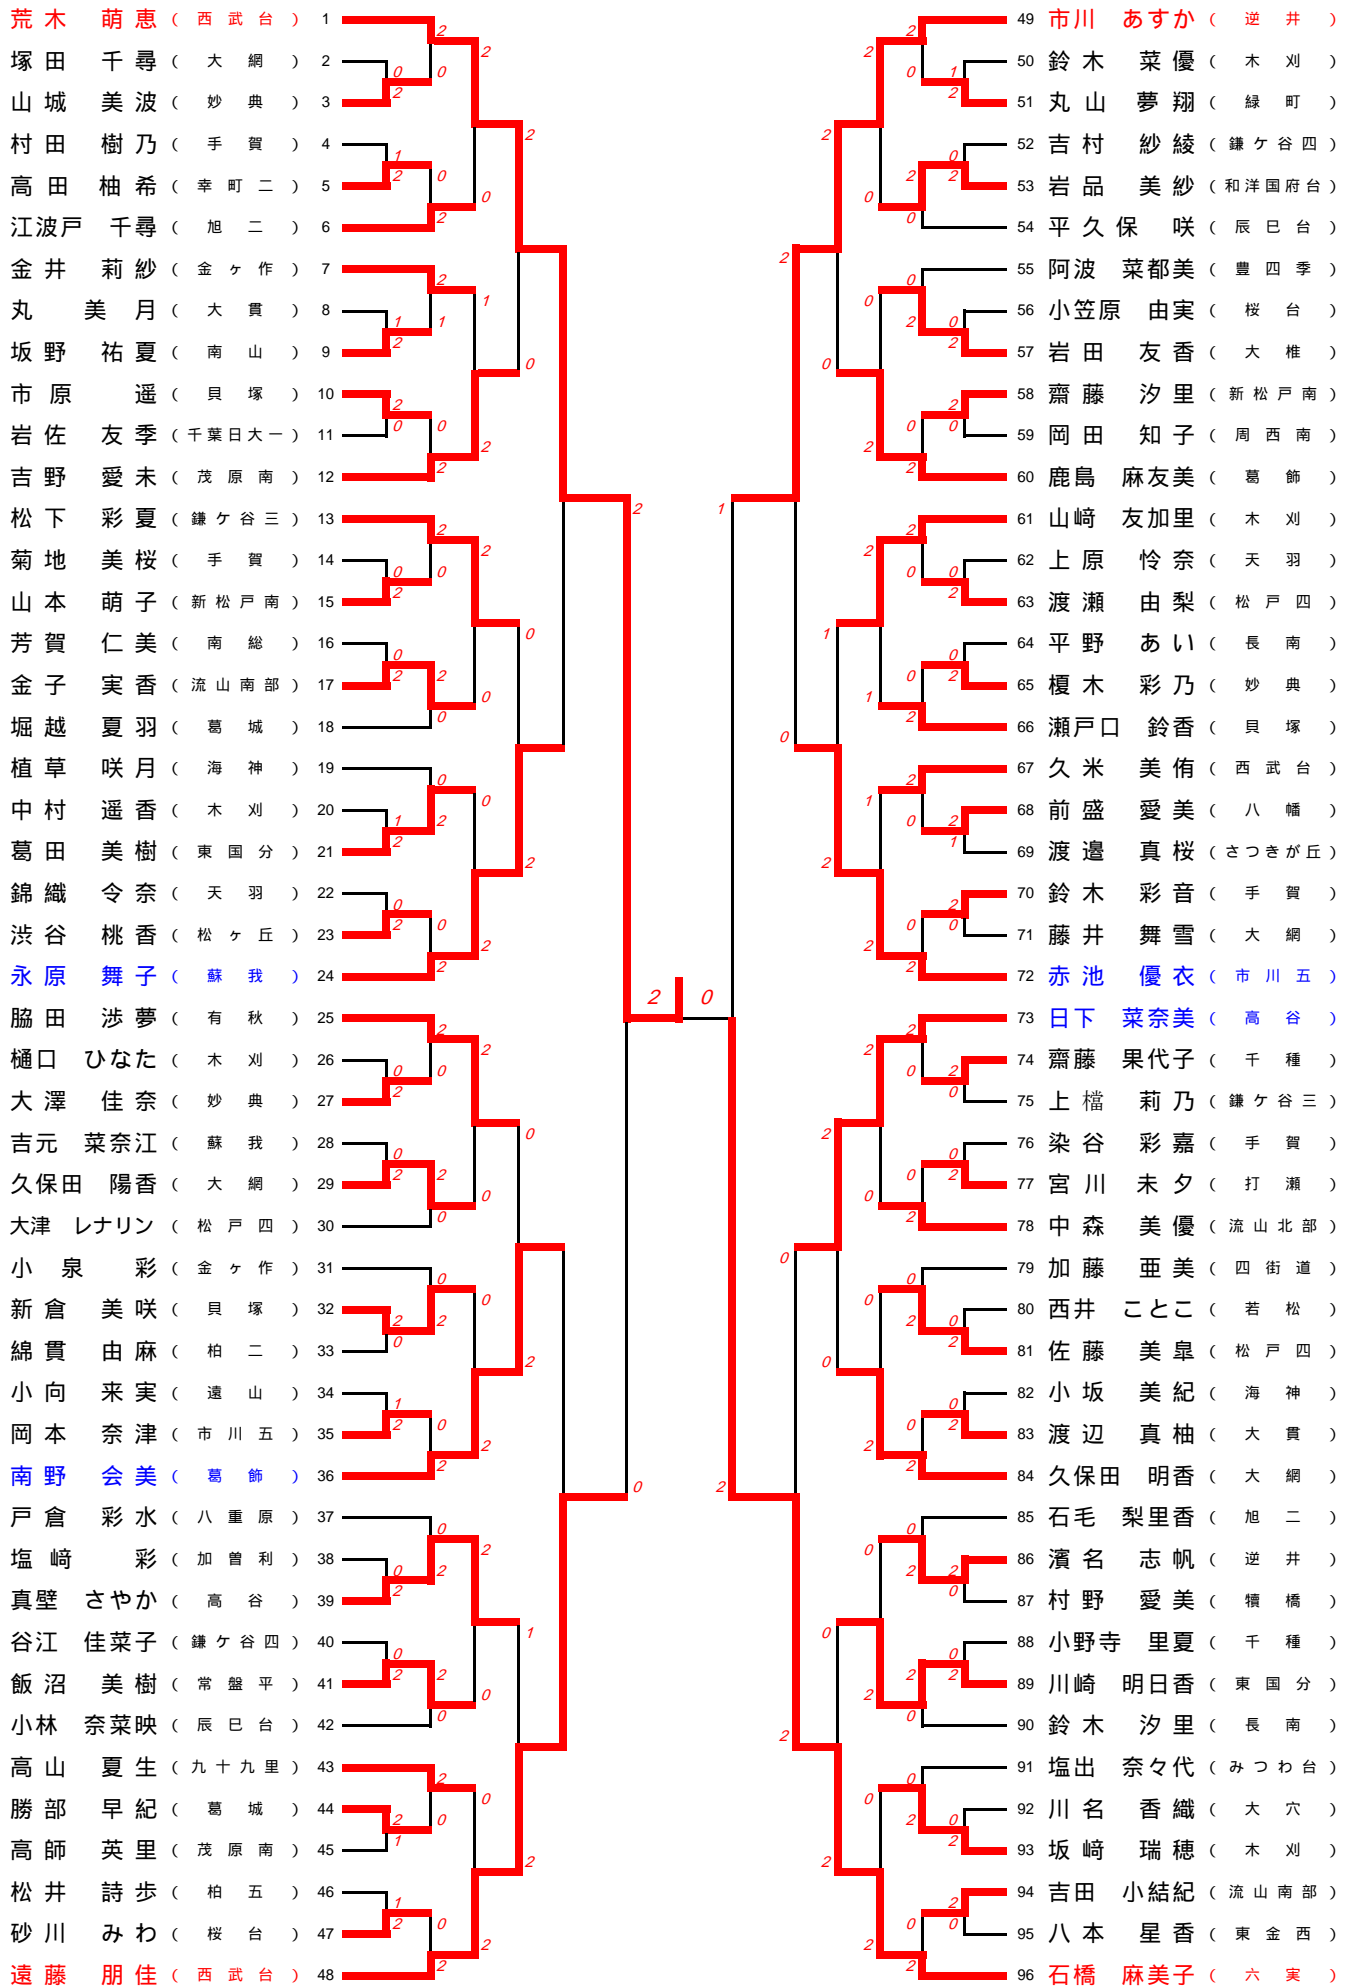 荒木 萌恵 ( 西武台 ) 1
塚田 千尋 ( 大網 ) 2
山城 美波 ( 妙典 ) 3
村田 樹乃 ( 手賀 ) 4
高田 柚希 ( 幸町二 ) 5
江波戸 千尋 ( 旭二 ) 6
金井 莉紗 ( 金ヶ作 ) 7
丸 美月 ( 大貫 ) 8
坂野 祐夏 ( 南山 ) 9
市原 遥 ( 貝塚 ) 10
岩佐 友季 ( 千葉日大一 ) 11
吉野 愛未 ( 茂原南 ) 12
松下 彩夏 ( 鎌ケ谷三 ) 13
菊地 美桜 ( 手賀 ) 14
山本 萌子 ( 新松戸南 ) 15
芳賀 仁美 ( 南総 ) 16
金子 実香 ( 流山南部 ) 17
堀越 夏羽 ( 葛城 ) 18
植草 咲月 ( 海神 ) 19
中村 遥香 ( 木刈 ) 20
葛田 美樹 ( 東国分 ) 21
錦織 令奈 ( 天羽 ) 22
渋谷 桃香 ( 松ヶ丘 ) 23
永原 舞子 ( 蘇我 ) 24
脇田 渉夢 ( 有秋 ) 25
樋口 ひなた ( 木刈 ) 26
大澤 佳奈 ( 妙典 ) 27
吉元 菜奈江 ( 蘇我 ) 28
久保田 陽香 ( 大網 ) 29
大津 レナリン ( 松戸四 ) 30
小泉 彩 ( 金ヶ作 ) 31
新倉 美咲 ( 貝塚 ) 32
綿貫 由麻 ( 柏二 ) 33
小向 来実 ( 遠山 ) 34
岡本 奈津 ( 市川五 ) 35
南野 会美 ( 葛飾 ) 36
戸倉 彩水 ( 八重原 ) 37
塩﨑 彩 ( 加曽利 ) 38
真壁 さやか ( 高谷 ) 39
谷江 佳菜子 ( 鎌ケ谷四 ) 40
飯沼 美樹 ( 常盤平 ) 41
小林 奈菜映 ( 辰巳台 ) 42
高山 夏生 ( 九十九里 ) 43
勝部 早紀 ( 葛城 ) 44
高師 英里 ( 茂原南 ) 45
松井 詩歩 ( 柏五 ) 46
砂川 みわ ( 桜台 ) 47
遠藤 朋佳 ( 西武台 ) 48
2 0
49 市川 あすか ( 逆井 )
50 鈴木 菜優 ( 木刈 )
51 丸山 夢翔 ( 緑町 )
52 吉村 紗綾 ( 鎌ケ谷四 )
53 岩品 美紗 ( 和洋国府台 )
54 平久保 咲 ( 辰巳台 )
55 阿波 菜都美 ( 豊四季 )
56 小笠原 由実 ( 桜台 )
57 岩田 友香 ( 大椎 )
58 齋藤 汐里 ( 新松戸南 )
59 岡田 知子 ( 周西南 )
60 鹿島 麻友美 ( 葛飾 )
61 山﨑 友加里 ( 木刈 )
62 上原 怜奈 ( 天羽 )
63 渡瀬 由梨 ( 松戸四 )
64 平野 あい ( 長南 )
65 榎木 彩乃 ( 妙典 )
66 瀬戸口 鈴香 ( 貝塚 )
67 久米 美侑 ( 西武台 )
68 前盛 愛美 ( 八幡 )
69 渡邉 真桜 ( さつきが丘 )
70 鈴木 彩音 ( 手賀 )
71 藤井 舞雪 ( 大網 )
72 赤池 優衣 ( 市川五 )
73 日下 菜奈美 ( 高谷 )
74 齋藤 果代子 ( 千種 )
75 上檔 莉乃 ( 鎌ケ谷三 )
76 染谷 彩嘉 ( 手賀 )
77 宮川 未夕 ( 打瀬 )
78 中森 美優 ( 流山北部 )
79 加藤 亜美 ( 四街道 )
80 西井 ことこ ( 若松 )
81 佐藤 美皐 ( 松戸四 )
82 小坂 美紀 ( 海神 )
83 渡辺 真柚 ( 大貫 )
84 久保田 明香 ( 大網 )
85 石毛 梨里香 ( 旭二 )
86 濱名 志帆 ( 逆井 )
87 村野 愛美 ( 犢橋 )
88 小野寺 里夏 ( 千種 )
89 川崎 明日香 ( 東国分 )
90 鈴木 汐里 ( 長南 )
91 塩出 奈々代 ( みつわ台 )
92 川名 香織 ( 大穴 )
93 坂﨑 瑞穂 ( 木刈 )
94 吉田 小結紀 ( 流山南部 )
95 八本 星香 ( 東金西 )
96 石橋 麻美子 ( 六実 )